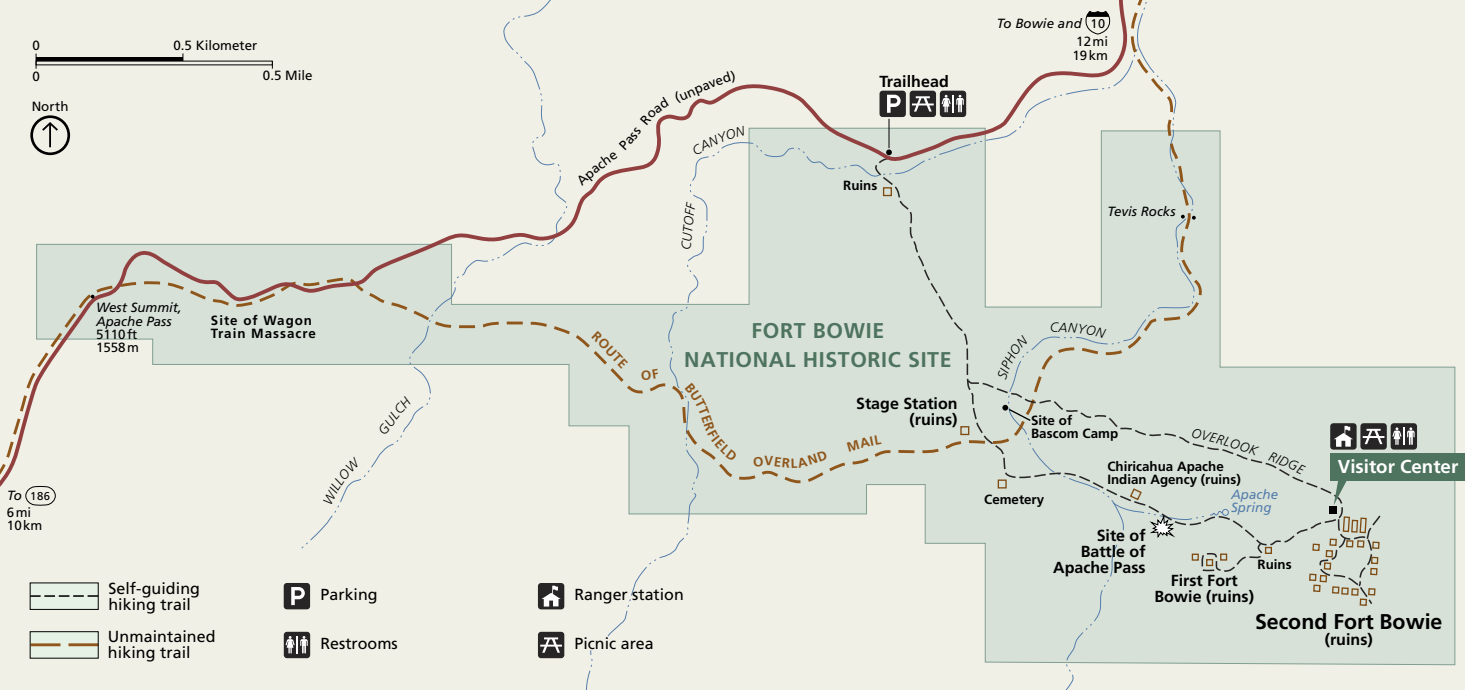 0 0.5 Kilometer
0 0.5 Mile
North
To Bowie and 10
12 mi
19 km
Trailhead
P
Apache Pass Road (unpaved)
CANYON
CUTOFF
Ruins
Tevis Rocks
West Summit,
Apache Pass
5110 ft
1558 m
Site of Wagon
Train Massacre
FORT BOWIE
NATIONAL HISTORIC SITE
SIPHON
CANYON
ROUTE OF BUTTERFIELD OVERLAND MAIL
WILLOW GULCH
Stage Station
(ruins)
Site of
Bascom Camp
OVERLOOK RIDGE
Visitor Center
Chiricahua Apache
Indian Agency (ruins)
Apache
Spring
Cemetery
To 186
6 mi
10 km
Site of
Battle of
Apache Pass
Ruins
First Fort
Bowie (ruins)
Second Fort Bowie
(ruins)
Self-guiding
hiking trail
P Parking
Ranger station
Unmaintained
hiking trail
Restrooms
Picnic area